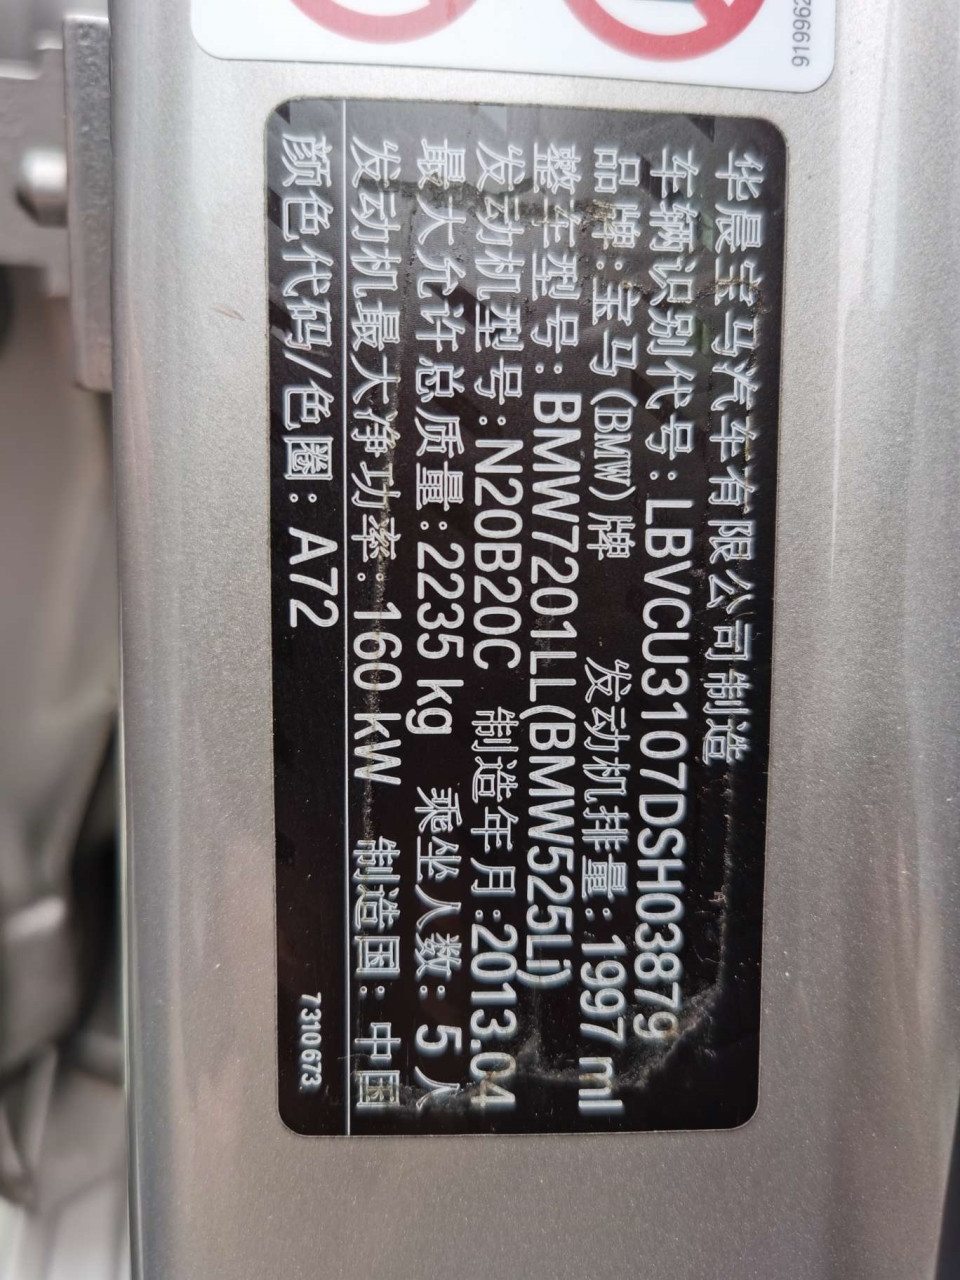 9199626
华晨宝马汽车有限公司制造
车辆识别代号：LBVCU3107DSH03879
品牌：宝马(BMW)牌 发动机排量：1997 ml
整车型号：BMW7201LL(BMW525Li)
发动机型号：N20B20C 制造年月：2013.04
最大允许总质量：2235 kg 乘坐人数：5 人
发动机最大净功率：160 kW 制造国：中国
颜色代码/色圈：A72
7310673